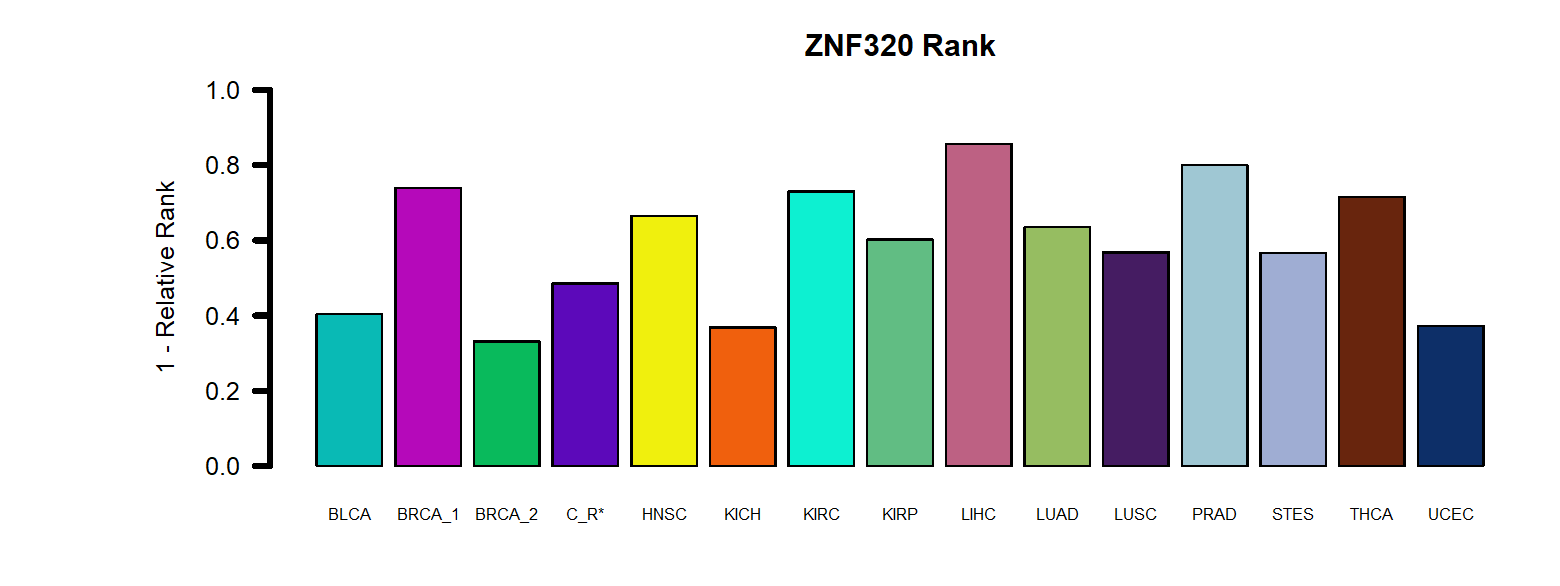 ZNF320 Rank
1 - Relative Rank
1.0
0.8
0.6
0.4
0.2
0.0
BLCA BRCA_1 BRCA_2 C_R* HNSC KICH KIRC KIRP LIHC LUAD LUSC PRAD STES THCA UCEC